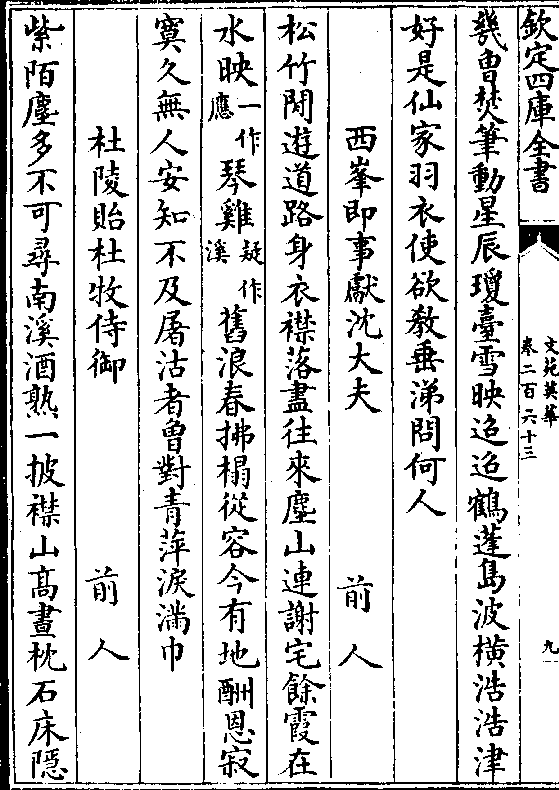 欽定四庫全書
文苑英華
卷二百六十三
九
幾曽焚筆動星辰瓊臺雪映迢迢鶴蓬島波橫浩浩津
好是仙家羽衣使欲敎垂涕問何人
西峯即事獻沈大夫 前人
松竹閒遊道路身衣襟落盡往來塵山連謝宅餘霞在
水映一作應琴雞疑作溪舊浪春拂榻從容今有地酬恩寂
寞久無人安知不及屠沽者曽對青萍淚滿巾
杜陵貽杜牧侍御 前人
紫陌塵多不可尋南溪酒熟一披襟山高晝枕石床隱